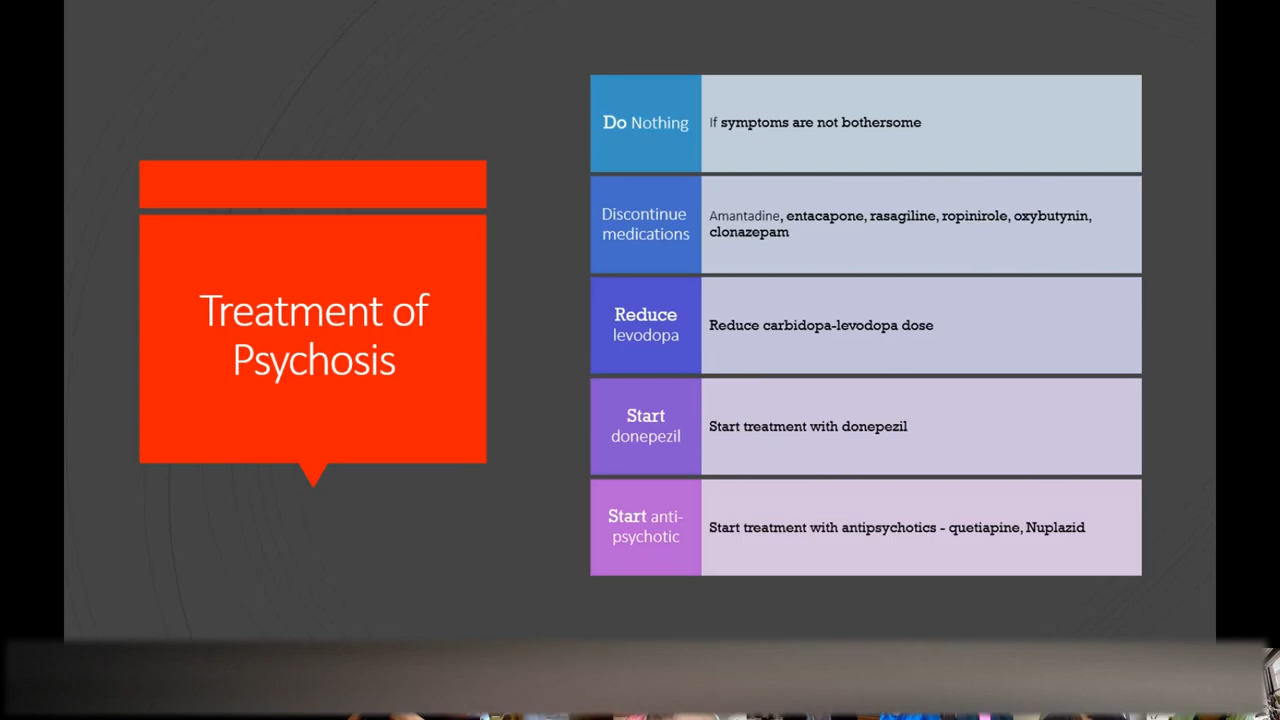 Treatment of
Psychosis
Do Nothing
If symptoms are not bothersome
Discontinue
medications
Amantadine, entacapone, rasagiline, ropinirole, oxybutynin,
clonazepam
Reduce
levodopa
Reduce carbidopa-levodopa dose
Start
donepezil
Start treatment with donepezil
Start anti-
psychotic
Start treatment with antipsychotics - quetiapine, Nuplazid